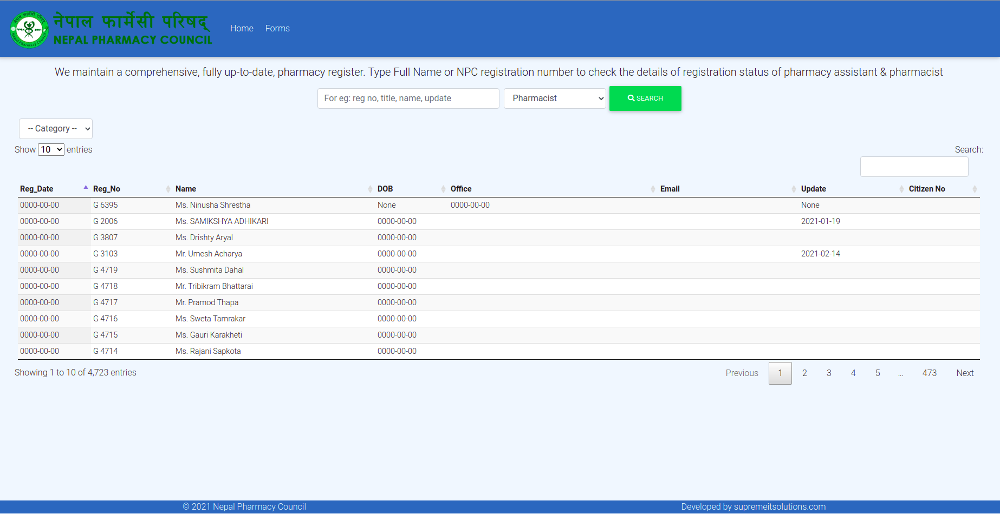 नेपाल फार्मेसी परिषद्
NEPAL PHARMACY COUNCIL
Home Forms
We maintain a comprehensive, fully up-to-date, pharmacy register. Type Full Name or NPC registration number to check the details of registration status of pharmacy assistant & pharmacist
For eg: reg no, title, name, update Pharmacist SEARCH
-- Category --
Show 10 entries Search:
Reg_Date Reg_No Name DOB Office Email Update Citizen No
0000-00-00 G 6395 Ms. Ninusha Shrestha None 0000-00-00 None
0000-00-00 G 2006 Ms. SAMIKSHYA ADHIKARI 0000-00-00 2021-01-19
0000-00-00 G 3807 Ms. Drishty Aryal 0000-00-00
0000-00-00 G 3103 Mr. Umesh Acharya 0000-00-00 2021-02-14
0000-00-00 G 4719 Ms. Sushmita Dahal 0000-00-00
0000-00-00 G 4718 Mr. Tribikram Bhattarai 0000-00-00
0000-00-00 G 4717 Mr. Pramod Thapa 0000-00-00
0000-00-00 G 4716 Ms. Sweta Tamrakar 0000-00-00
0000-00-00 G 4715 Ms. Gauri Karakheti 0000-00-00
0000-00-00 G 4714 Ms. Rajani Sapkota 0000-00-00
Showing 1 to 10 of 4,723 entries Previous 1 2 3 4 5 … 473 Next
© 2021 Nepal Pharmacy Council Developed by supremeitsolutions.com